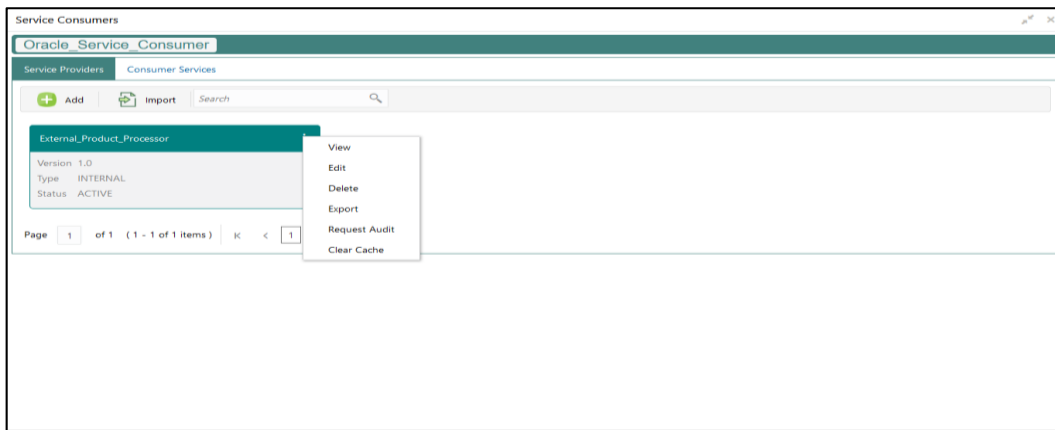 Service Consumers
Oracle_Service_Consumer
Service Providers Consumer Services
Add Import Search
External_Product_Processor
Version 1.0
Type INTERNAL
Status ACTIVE
View
Edit
Delete
Export
Request Audit
Clear Cache
Page 1 of 1 (1 - 1 of 1 items) K < 1